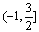 (-1, 3/2]